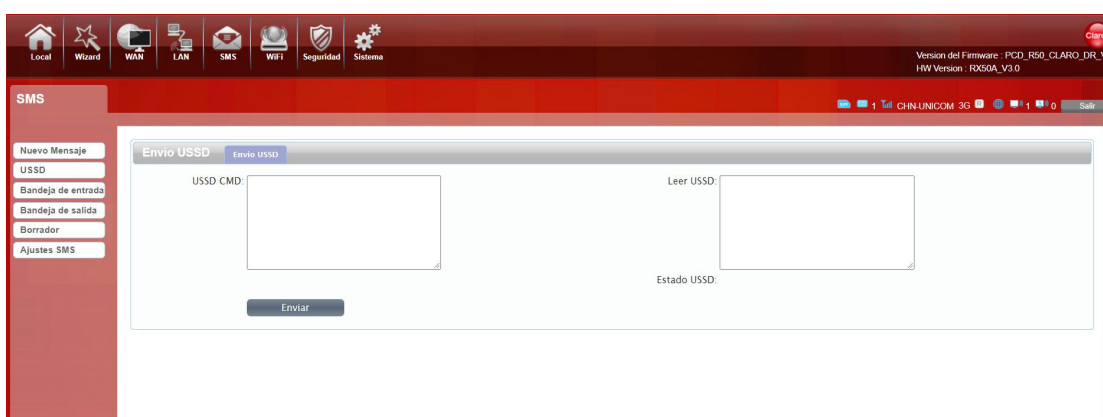 Local Wizard WAN LAN SMS WiFi Seguridad Sistema
Claro
Version del Firmware : PCD_R50_CLARO_DR_V
HW Version : RX50A_V3.0
SMS
1 CHN-UNICOM 3G R 1 0 Salir
Nuevo Mensaje
USSD
Bandeja de entrada
Bandeja de salida
Borrador
Ajustes SMS
Envio USSD Envio USSD
USSD CMD:
Leer USSD:
Estado USSD:
Enviar